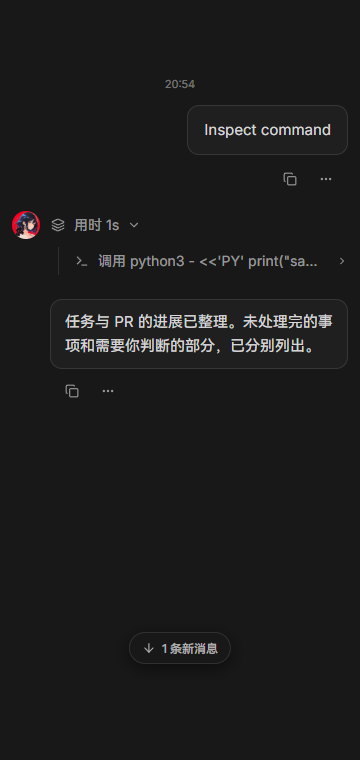 20:54
Inspect command
用时 1s
调用 python3 - <<'PY' print("sa...
任务与 PR 的进展已整理。未处理完的事
项和需要你判断的部分，已分别列出。
1 条新消息